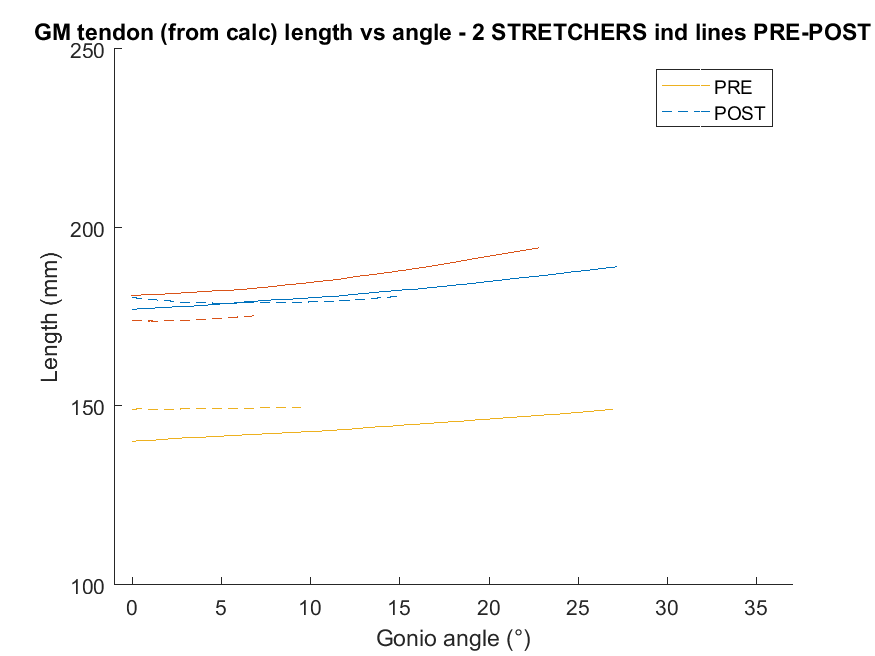 GM tendon (from calc) length vs angle - 2 STRETCHERS ind lines PRE-POST
250
200
150
100
Length (mm)
PRE
POST
0 5 10 15 20 25 30 35
Gonio angle (°)